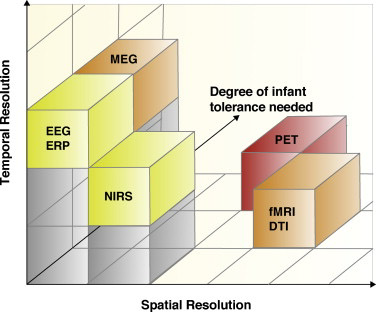 Temporal Resolution
MEG
EEG
ERP
Degree of infant
tolerance needed
NIRS
PET
fMRI
DTI
Spatial Resolution